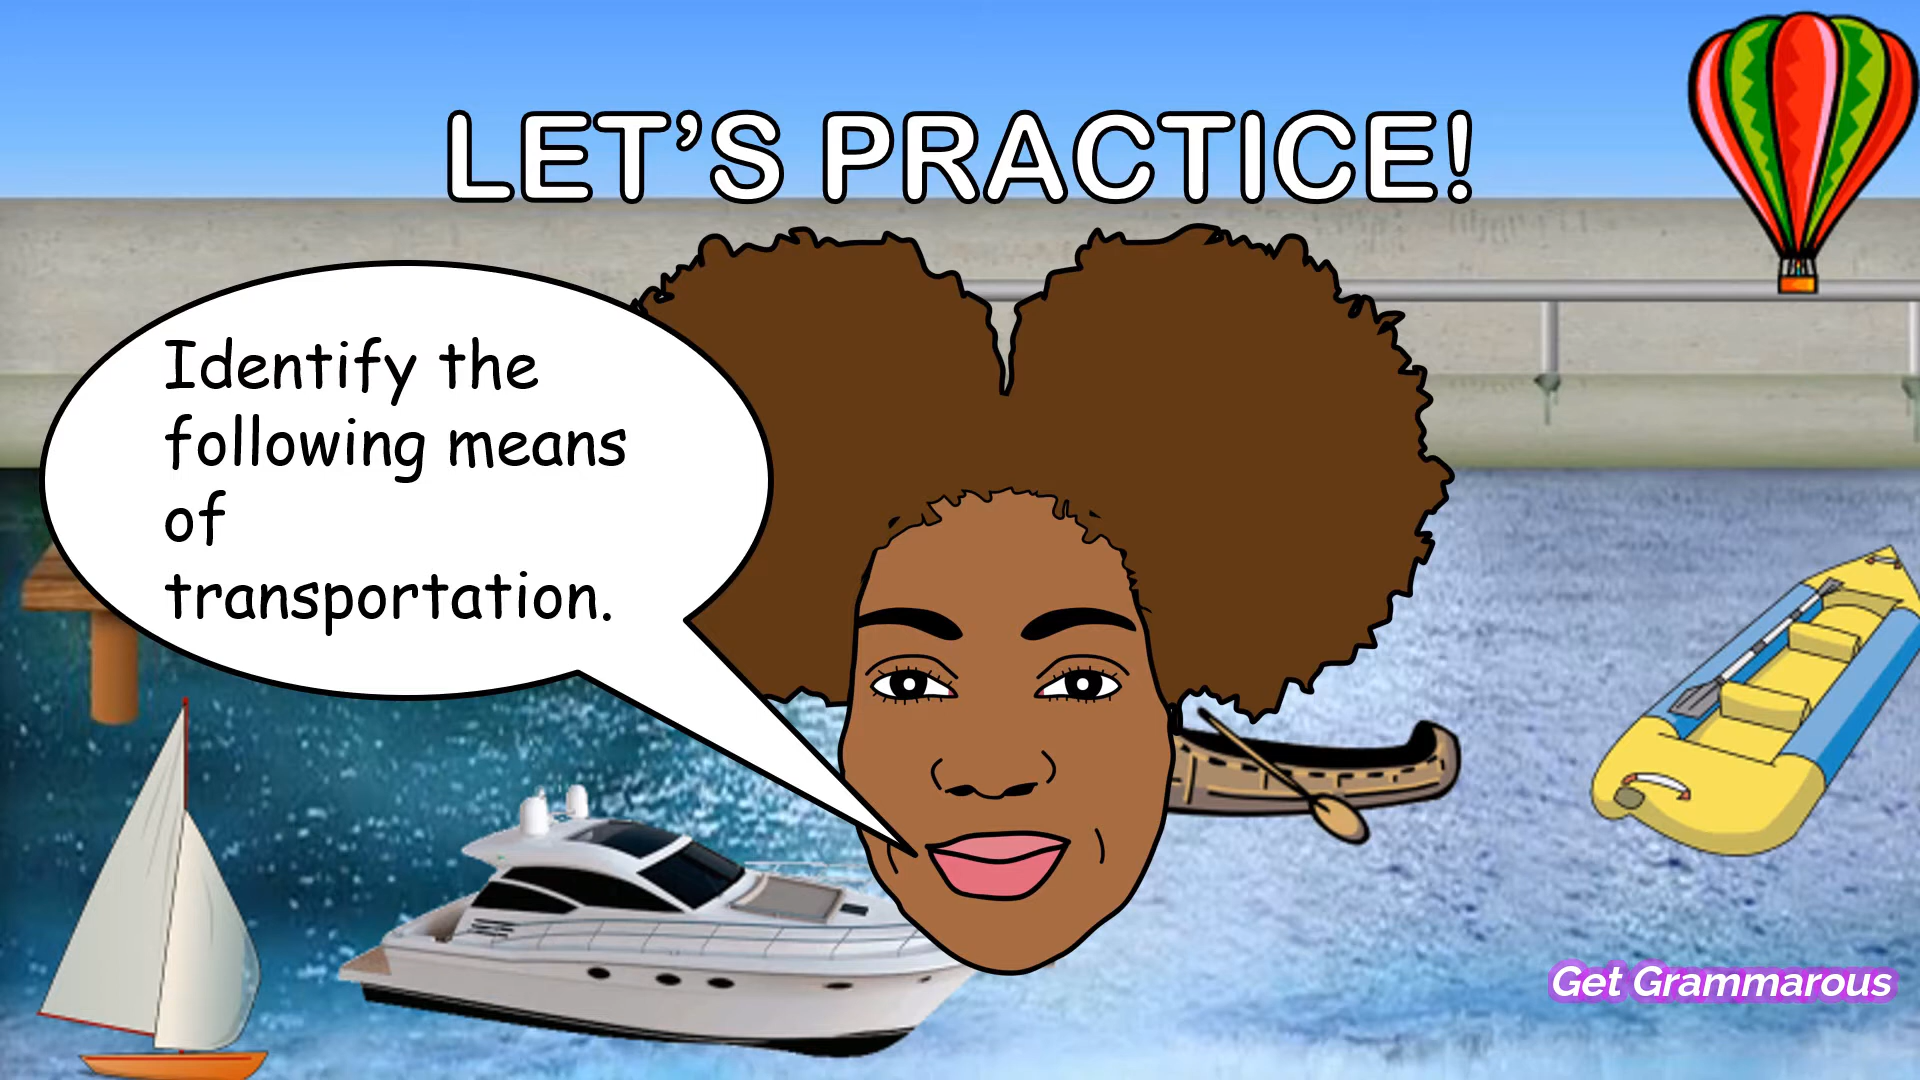 LET’S PRACTICE!
Identify the
following means
of
transportation.
Get Grammarous